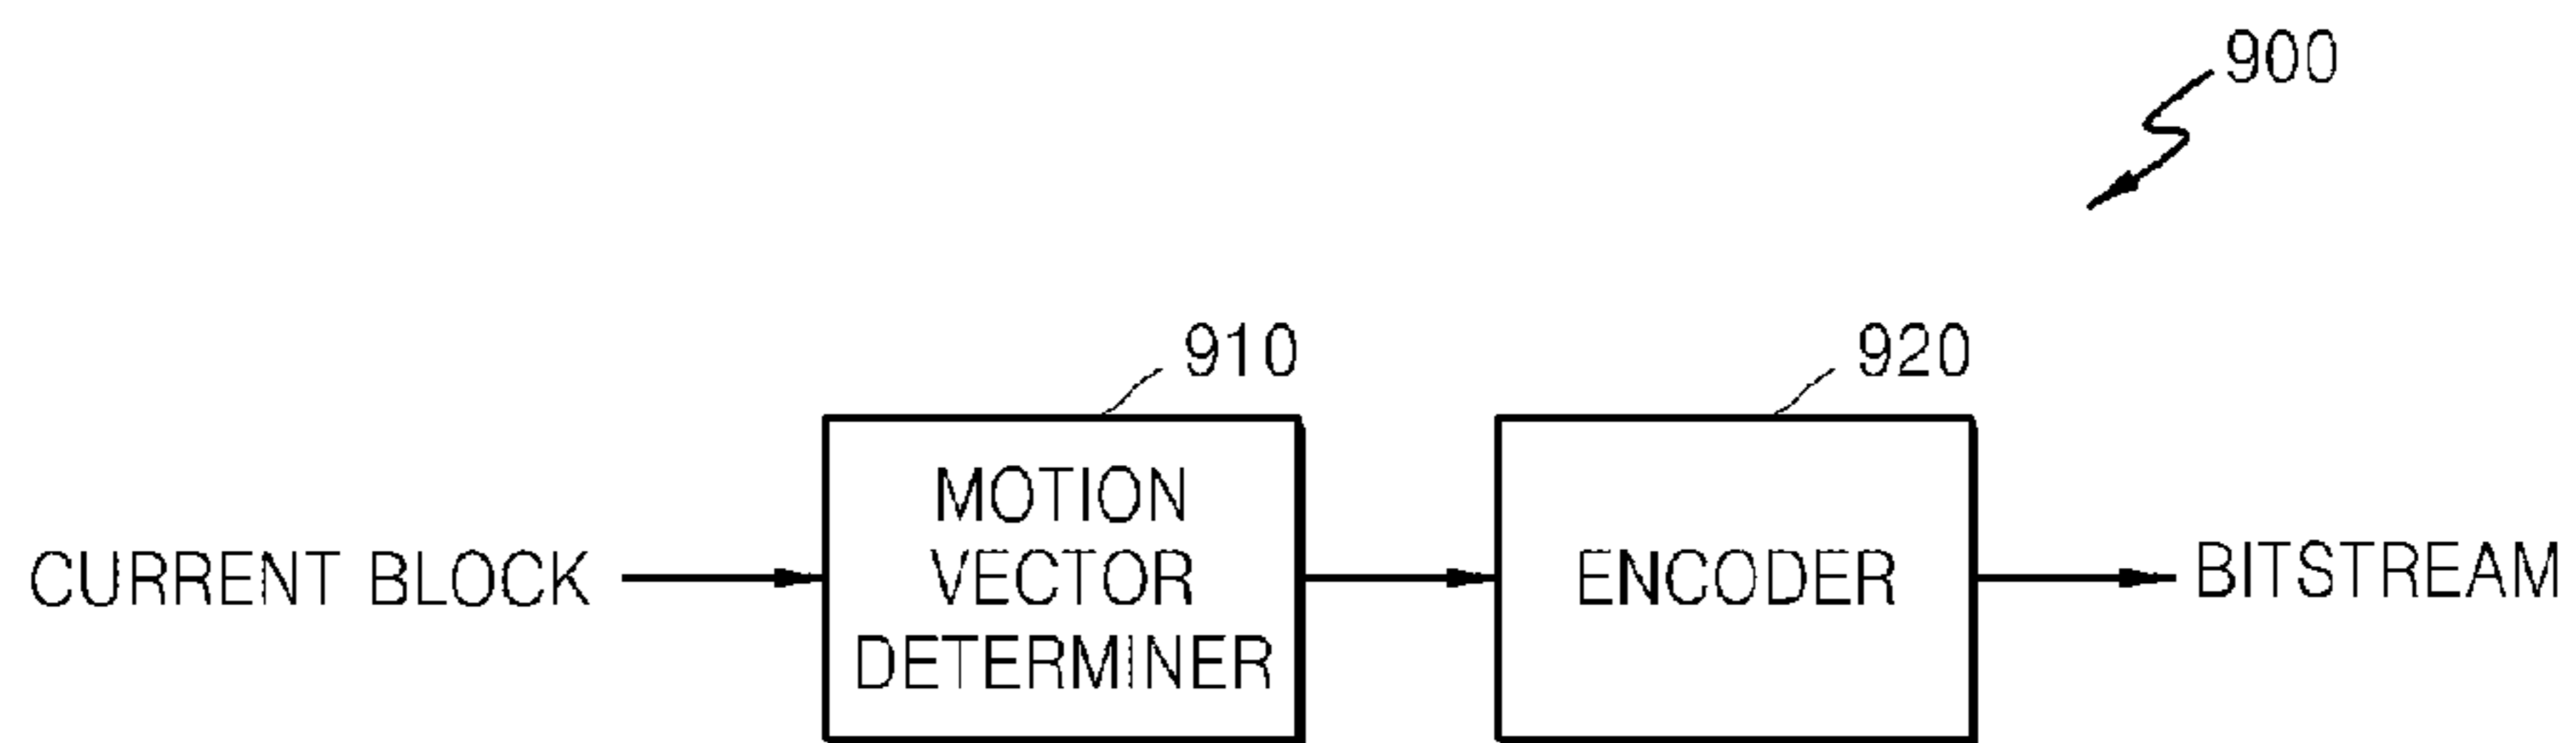 900
910
920
CURRENT BLOCK
MOTION
VECTOR
DETERMINER
ENCODER
BITSTREAM